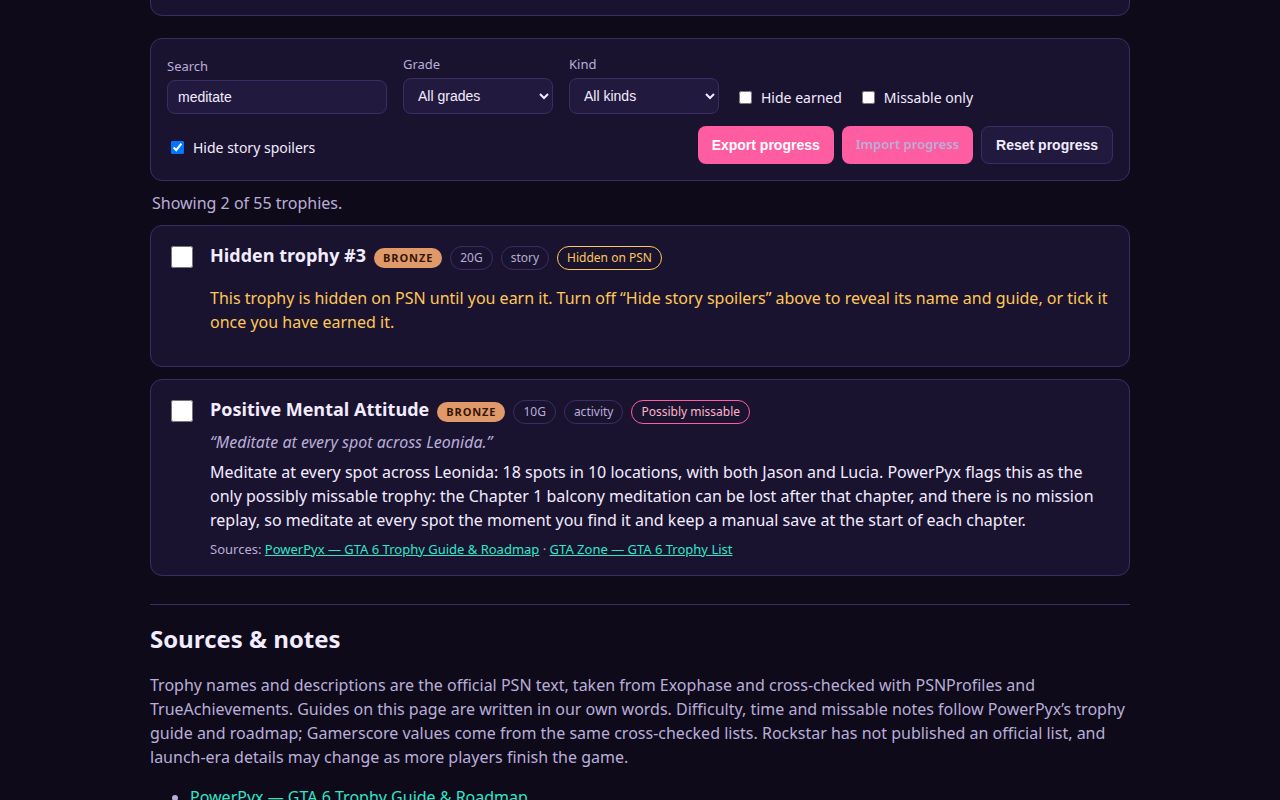 Search
Grade
Kind
meditate
All grades
All kinds
Hide earned
Missable only
Hide story spoilers
Export progress
Import progress
Reset progress
Showing 2 of 55 trophies.
Hidden trophy #3 BRONZE 20G story Hidden on PSN
This trophy is hidden on PSN until you earn it. Turn off “Hide story spoilers” above to reveal its name and guide, or tick it
once you have earned it.
Positive Mental Attitude BRONZE 10G activity Possibly missable
“Meditate at every spot across Leonida.”
Meditate at every spot across Leonida: 18 spots in 10 locations, with both Jason and Lucia. PowerPyx flags this as the
only possibly missable trophy: the Chapter 1 balcony meditation can be lost after that chapter, and there is no mission
replay, so meditate at every spot the moment you find it and keep a manual save at the start of each chapter.
Sources: PowerPyx — GTA 6 Trophy Guide & Roadmap · GTA Zone — GTA 6 Trophy List
Sources & notes
Trophy names and descriptions are the official PSN text, taken from Exophase and cross-checked with PSNProfiles and
TrueAchievements. Guides on this page are written in our own words. Difficulty, time and missable notes follow PowerPyx’s trophy
guide and roadmap; Gamerscore values come from the same cross-checked lists. Rockstar has not published an official list, and
launch-era details may change as more players finish the game.
PowerPyx — GTA 6 Trophy Guide & Roadmap